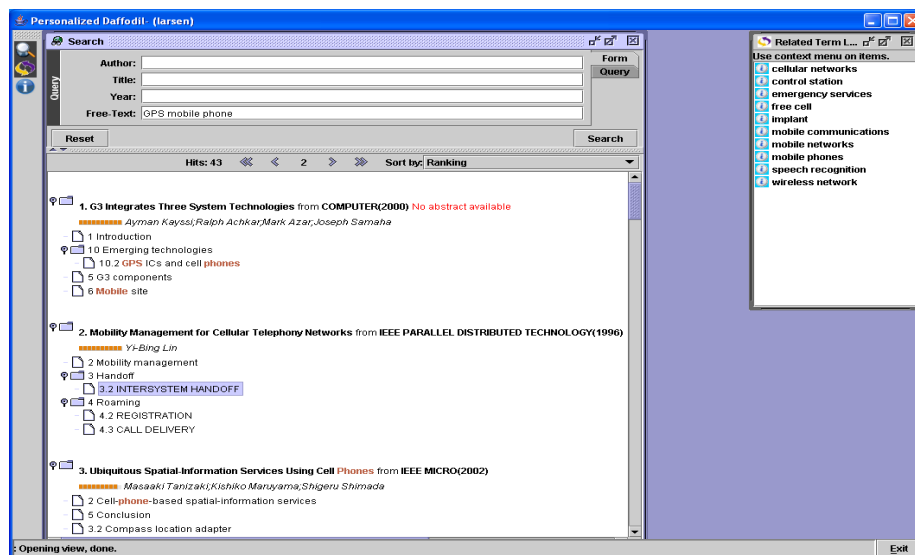 Personalized Daffodil- (larsen)
Search
Query
Author:
Title:
Year:
Free-Text: GPS mobile phone
Form
Query
Reset
Search
Hits: 43 2 Sort by: Ranking
1. G3 Integrates Three System Technologies from COMPUTER(2000) No abstract available
Ayman Kayssi;Ralph Achkar;Mark Azar;Joseph Samaha
1 Introduction
10 Emerging technologies
10.2 GPS ICs and cell phones
5 G3 components
6 Mobile site
2. Mobility Management for Cellular Telephony Networks from IEEE PARALLEL DISTRIBUTED TECHNOLOGY(1996)
Yi-Bing Lin
2 Mobility management
3 Handoff
3.2 INTERSYSTEM HANDOFF
4 Roaming
4.2 REGISTRATION
4.3 CALL DELIVERY
3. Ubiquitous Spatial-Information Services Using Cell Phones from IEEE MICRO(2002)
Masaaki Tanizaki;Kishiko Maruyama;Shigeru Shimada
2 Cell-phone-based spatial-information services
5 Conclusion
3.2 Compass location adapter
Related Term L...
Use context menu on items.
cellular networks
control station
emergency services
free cell
implant
mobile communications
mobile networks
mobile phones
speech recognition
wireless network
: Opening view, done.
Exit